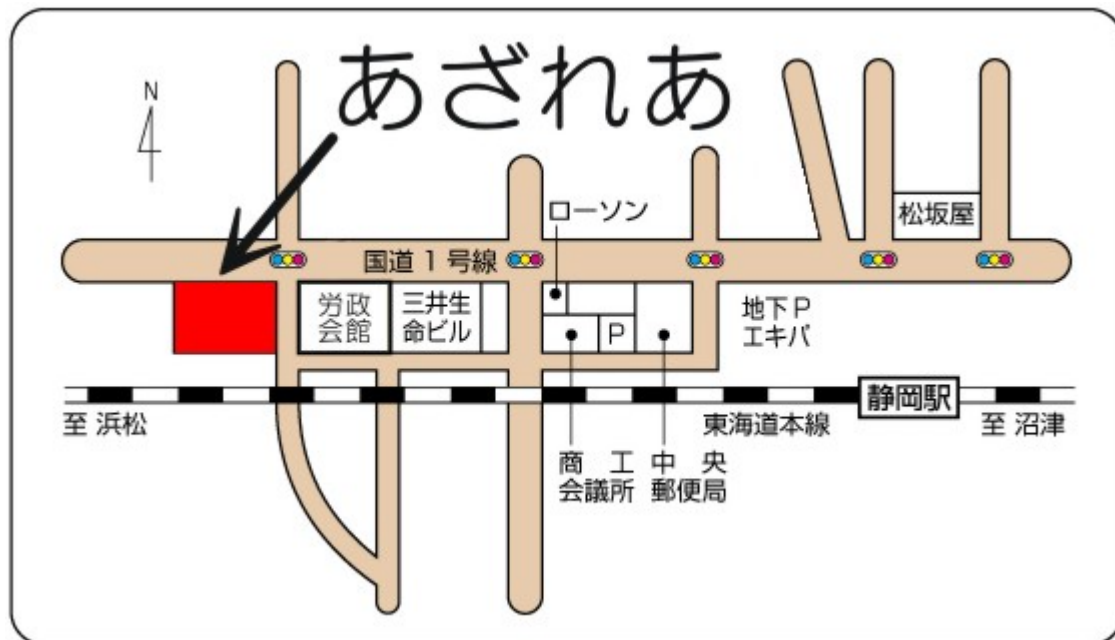 あざれあ
N
ローソン
松坂屋
国道1号線
労政
会館
三井生
命ビル
P
地下P
エキパ
静岡駅
至 浜松
東海道本線
至 沼津
商工
会議所
中央
郵便局